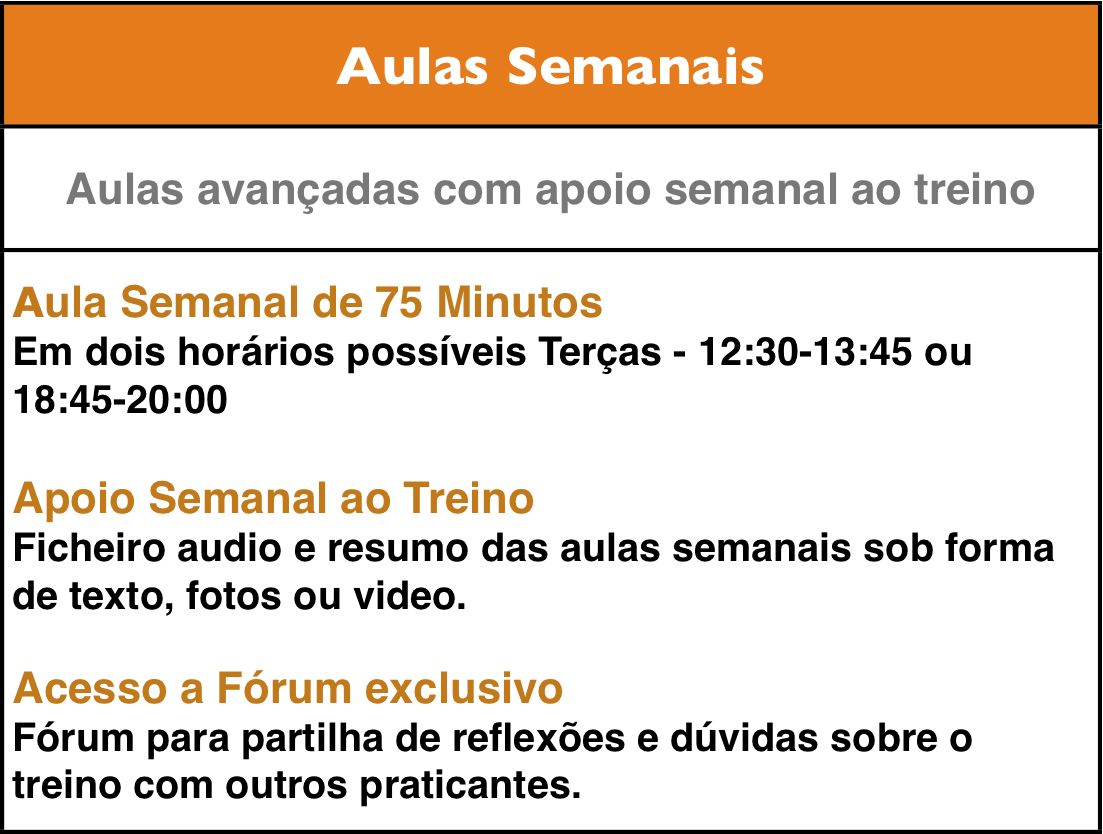 Aulas Semanais
Aulas avançadas com apoio semanal ao treino
Aula Semanal de 75 Minutos
Em dois horários possíveis Terças - 12:30-13:45 ou
18:45-20:00
Apoio Semanal ao Treino
Ficheiro audio e resumo das aulas semanais sob forma
de texto, fotos ou video.
Acesso a Fórum exclusivo
Fórum para partilha de reflexões e dúvidas sobre o
treino com outros praticantes.